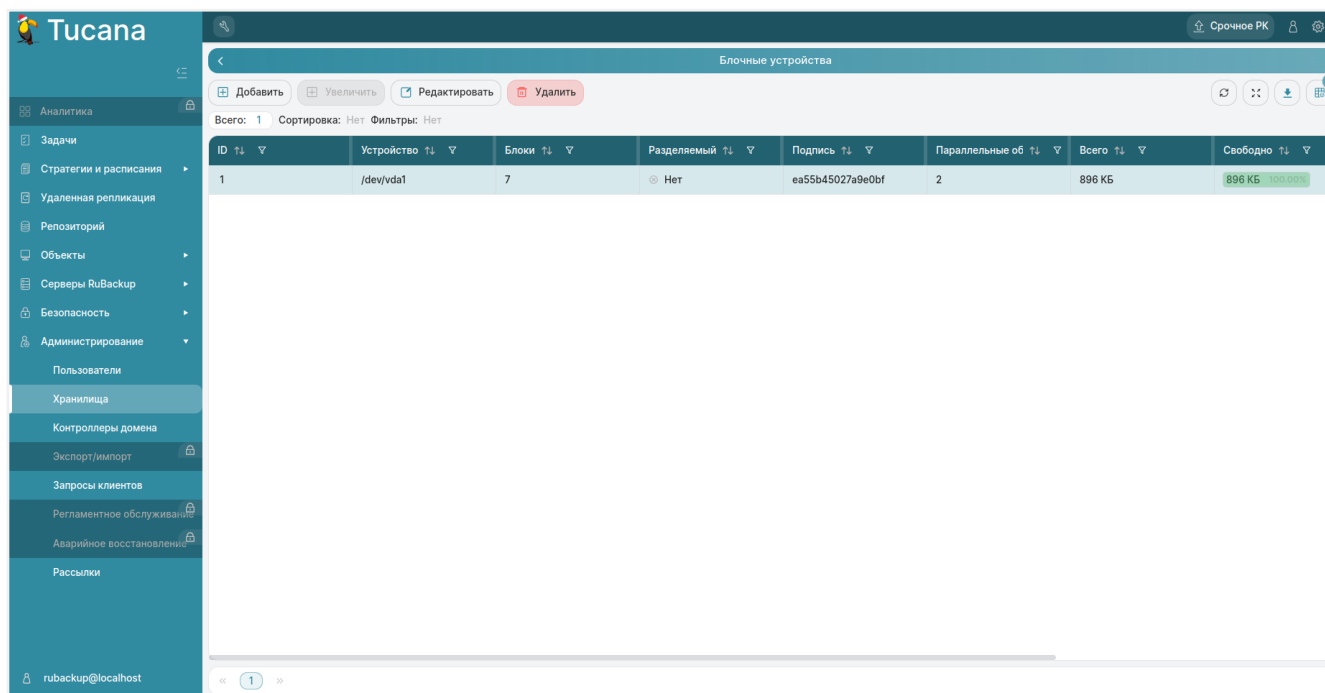 Tucana
Срочное РК
Блочные устройства
Добавить Увеличить Редактировать Удалить
Всего: 1 Сортировка: Нет Фильтры: Нет
ID Устройство Блоки Разделяемый Подпись Параллельные об Всего Свободно
1 /dev/vda1 7 Нет ea55b45027a9e0bf 2 896 КБ 896 КБ 100.00%
Аналитика
Задачи
Стратегии и расписания
Удаленная репликация
Репозиторий
Объекты
Серверы RuBackup
Безопасность
Администрирование
Пользователи
Хранилища
Контроллеры домена
Экспорт/импорт
Запросы клиентов
Регламентное обслуживание
Аварийное восстановление
Рассылки
rubackup@localhost
« 1 »